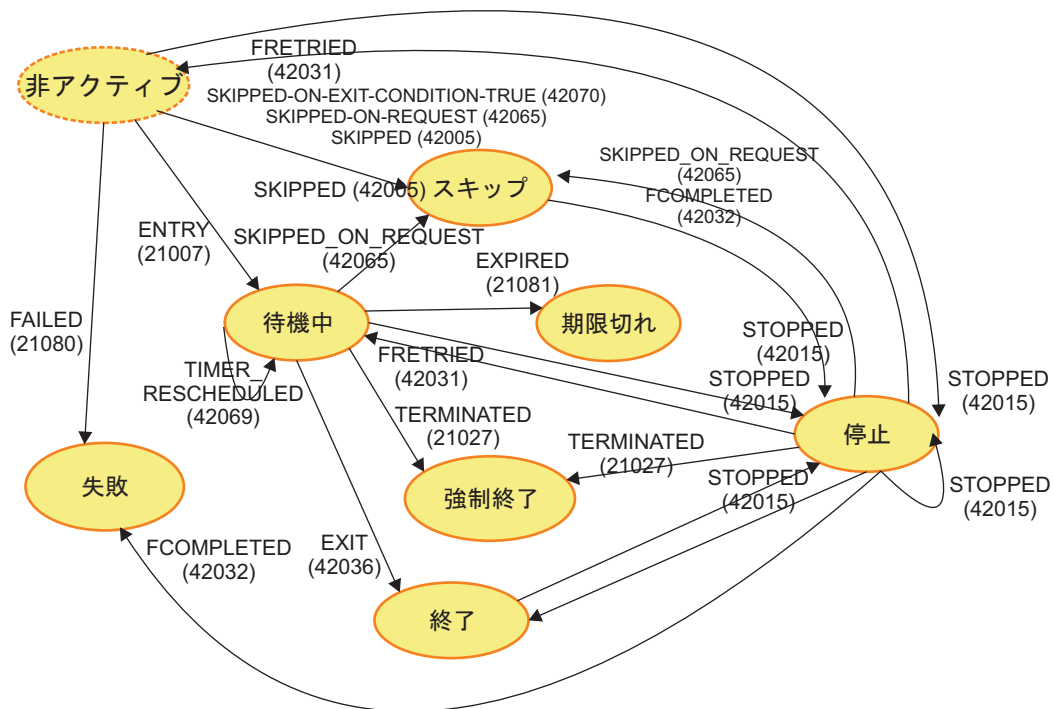 FRETRIED
(42031)
非アクティブ
SKIPPED-ON-EXIT-CONDITION-TRUE (42070)
SKIPPED-ON-REQUEST (42065)
SKIPPED (42005)
SKIPPED_ON_REQUEST
(42065)
SKIPPED (42005)
スキップ
FCOMPLETED
(42032)
ENTRY
(21007)
SKIPPED_ON_REQUEST
(42065)
EXPIRED
(21081)
FAILED
(21080)
待機中
期限切れ
STOPPED
(42015)
FRETRIED
(42031)
TIMER_
RESCHEDULED
(42069)
STOPPED
(42015)
STOPPED
(42015)
TERMINATED
(21027)
停止
TERMINATED
(21027)
失敗
強制終了
STOPPED
(42015)
STOPPED
(42015)
FCOMPLETED
(42032)
EXIT
(42036)
終了